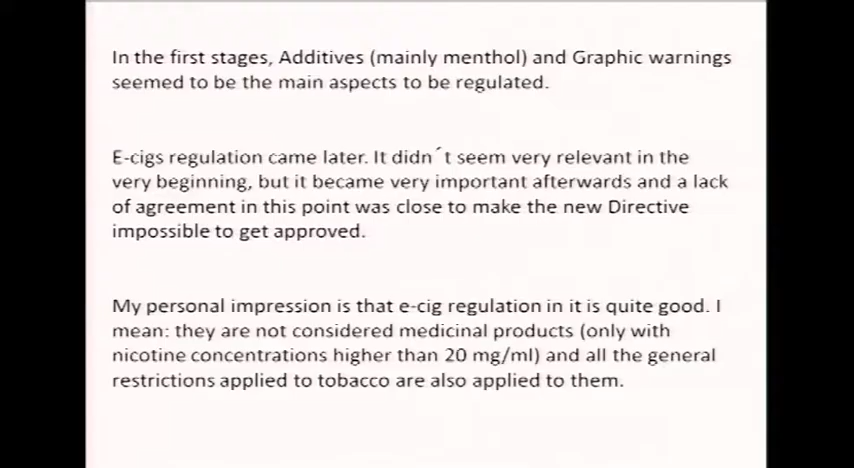 In the first stages, Additives (mainly menthol) and Graphic warnings
seemed to be the main aspects to be regulated.
E-cigs regulation came later. It didn´t seem very relevant in the
very beginning, but it became very important afterwards and a lack
of agreement in this point was close to make the new Directive
impossible to get approved.
My personal impression is that e-cig regulation in it is quite good. I
mean: they are not considered medicinal products (only with
nicotine concentrations higher than 20 mg/ml) and all the general
restrictions applied to tobacco are also applied to them.